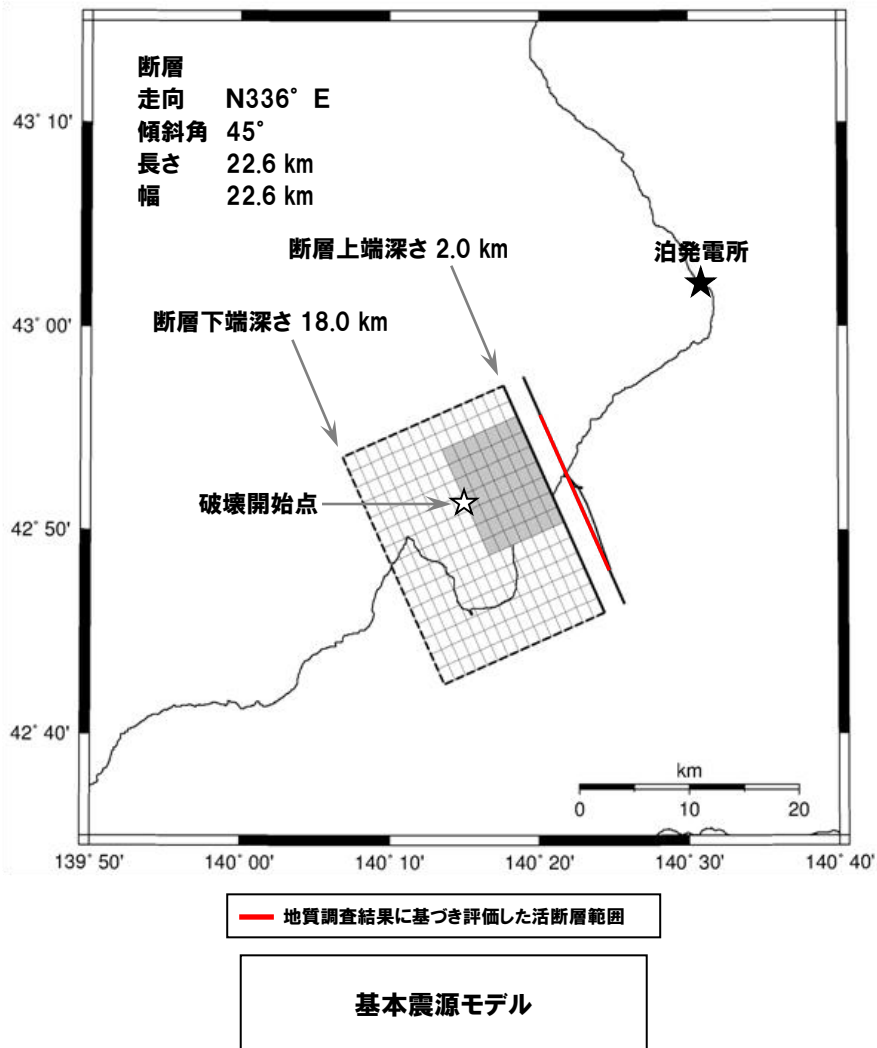 断層
走向 N336° E
傾斜角 45°
長さ 22.6 km
幅 22.6 km
断層上端深さ 2.0 km
泊発電所
断層下端深さ 18.0 km
破壊開始点
43° 10'
43° 00'
42° 50'
42° 40'
km
0 10 20
139° 50' 140° 00' 140° 10' 140° 20' 140° 30' 140° 40'
地質調査結果に基づき評価した活断層範囲
基本震源モデル